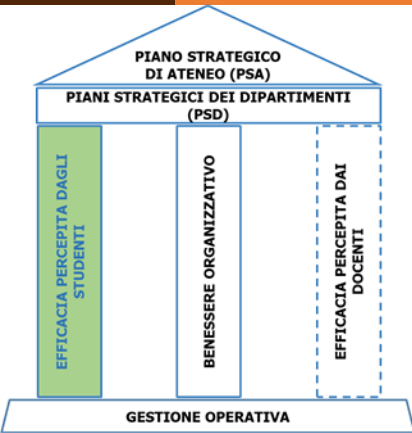 PIANO STRATEGICO
DI ATENEO (PSA)
PIANI STRATEGICI DEI DIPARTIMENTI
(PSD)
EFFICACIA PERCEPITA DAGLI
STUDENTI
BENESSERE ORGANIZZATIVO
EFFICACIA PERCEPITA DAI
DOCENTI
GESTIONE OPERATIVA